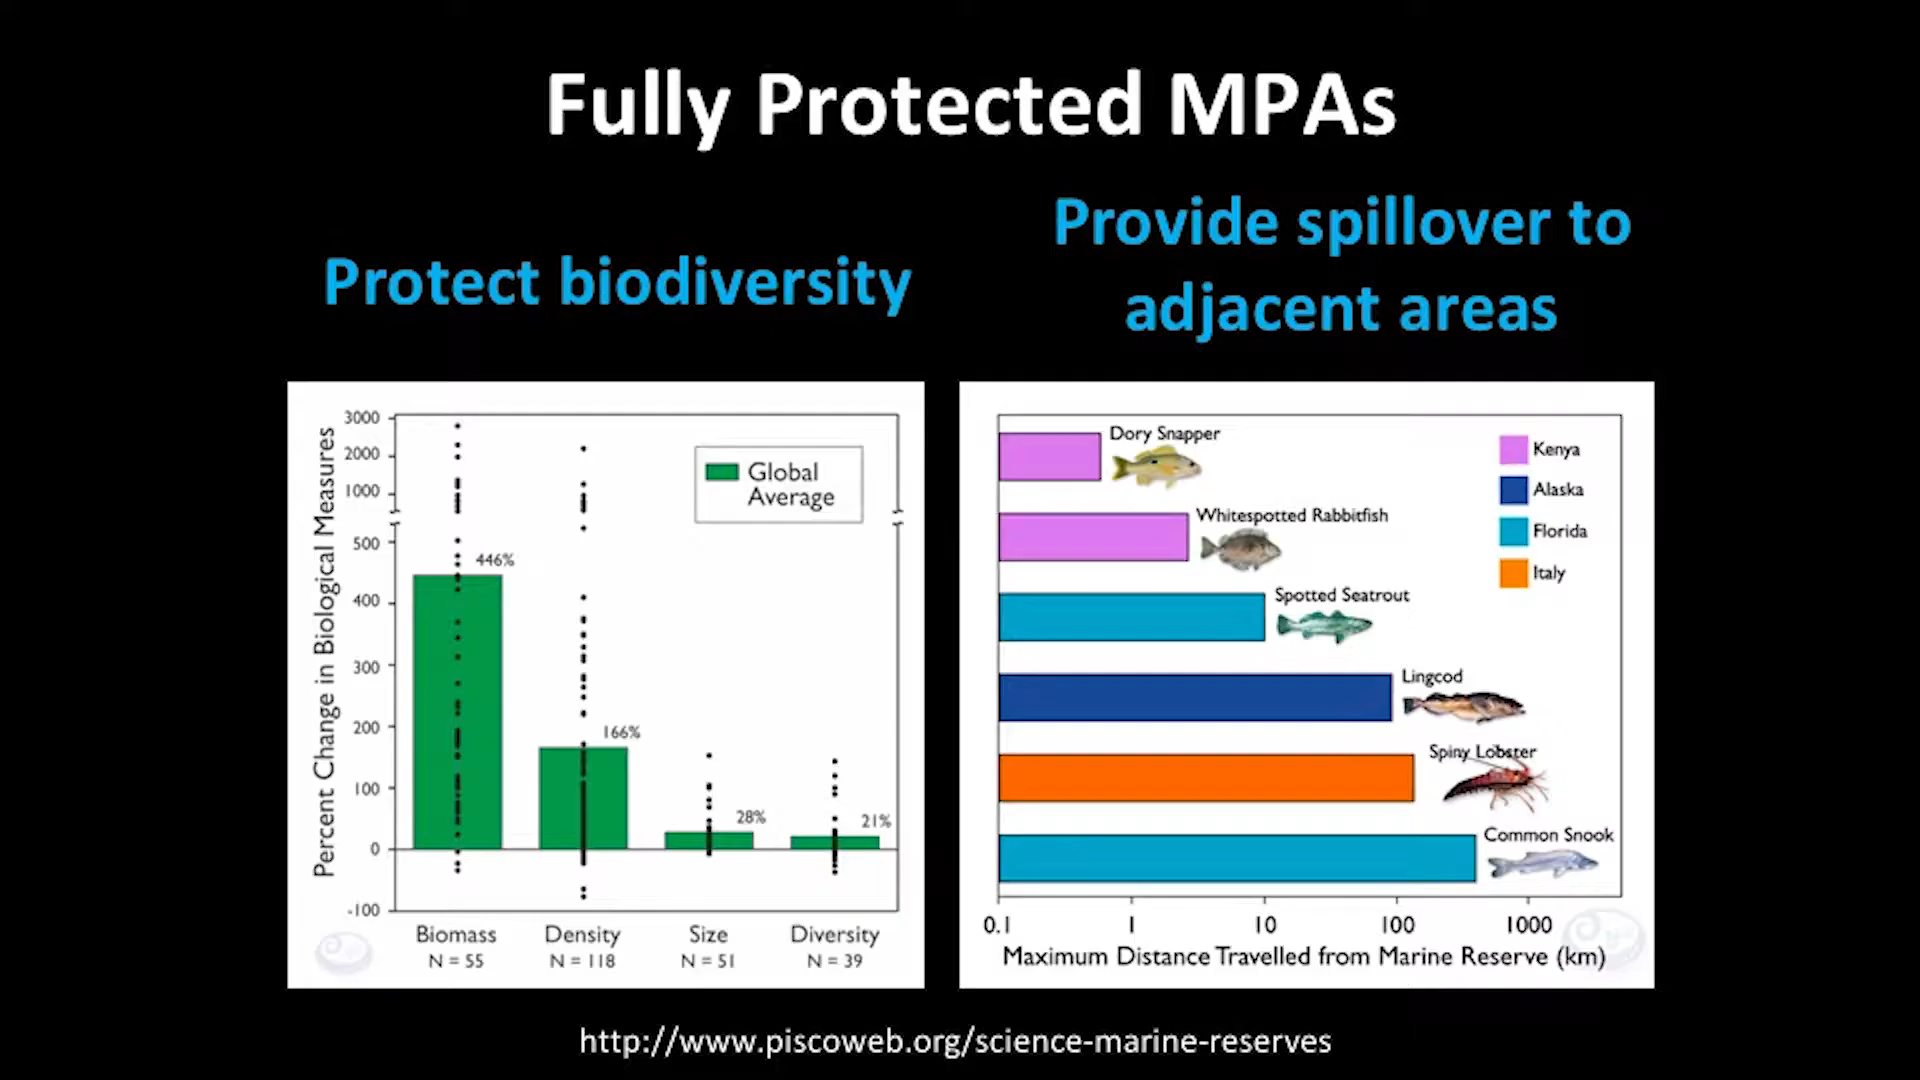 Fully Protected MPAs
Protect biodiversity
Provide spillover to
adjacent areas
Percent Change in Biological Measures
3000
2000
1000
500
400
300
200
100
0
-100
Global
Average
446%
166%
28%
21%
Biomass
N = 55
Density
N = 118
Size
N = 51
Diversity
N = 39
Dory Snapper
Whitespotted Rabbitfish
Spotted Seatrout
Lingcod
Spiny Lobster
Common Snook
Kenya
Alaska
Florida
Italy
0.1
1
10
100
1000
Maximum Distance Travelled from Marine Reserve (km)
http://www.piscoweb.org/science-marine-reserves